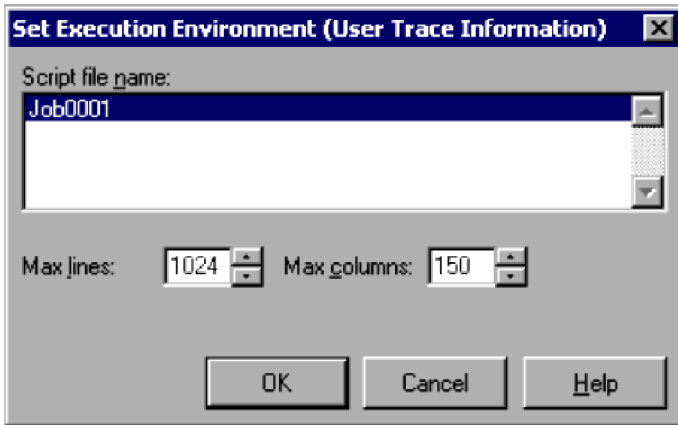 Set Execution Environment (User Trace Information)
Script file name:
Job0001
Max lines: 1024 Max columns: 150
OK Cancel Help